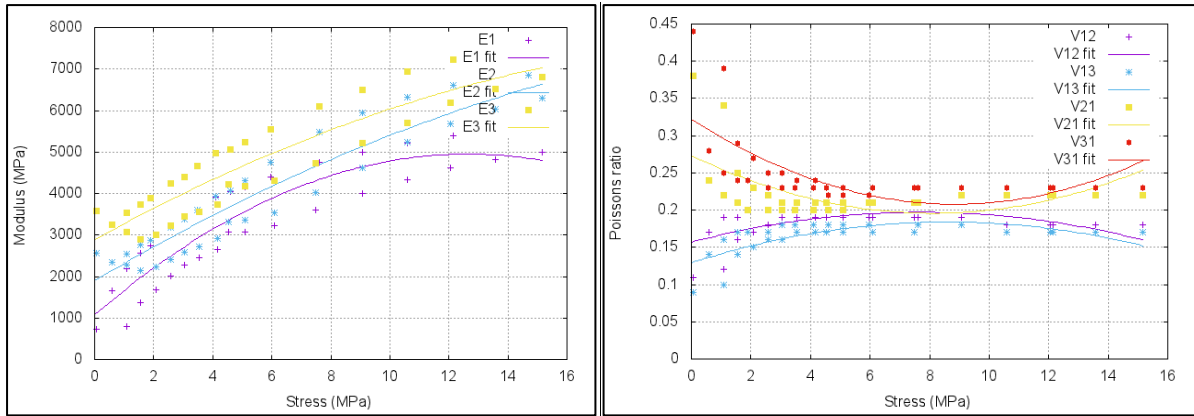 8000
7000
6000
5000
4000
3000
2000
1000
0
Modulus (MPa)
E1
E1 fit
E2
E2 fit
E3
E3 fit
0 2 4 6 8 10 12 14 16
Stress (MPa)
0.45
0.4
0.35
0.3
0.25
0.2
0.15
0.1
0.05
0
Poissons ratio
V12
V12 fit
V13
V13 fit
V21
V21 fit
V31
V31 fit
0 2 4 6 8 10 12 14 16
Stress (MPa)